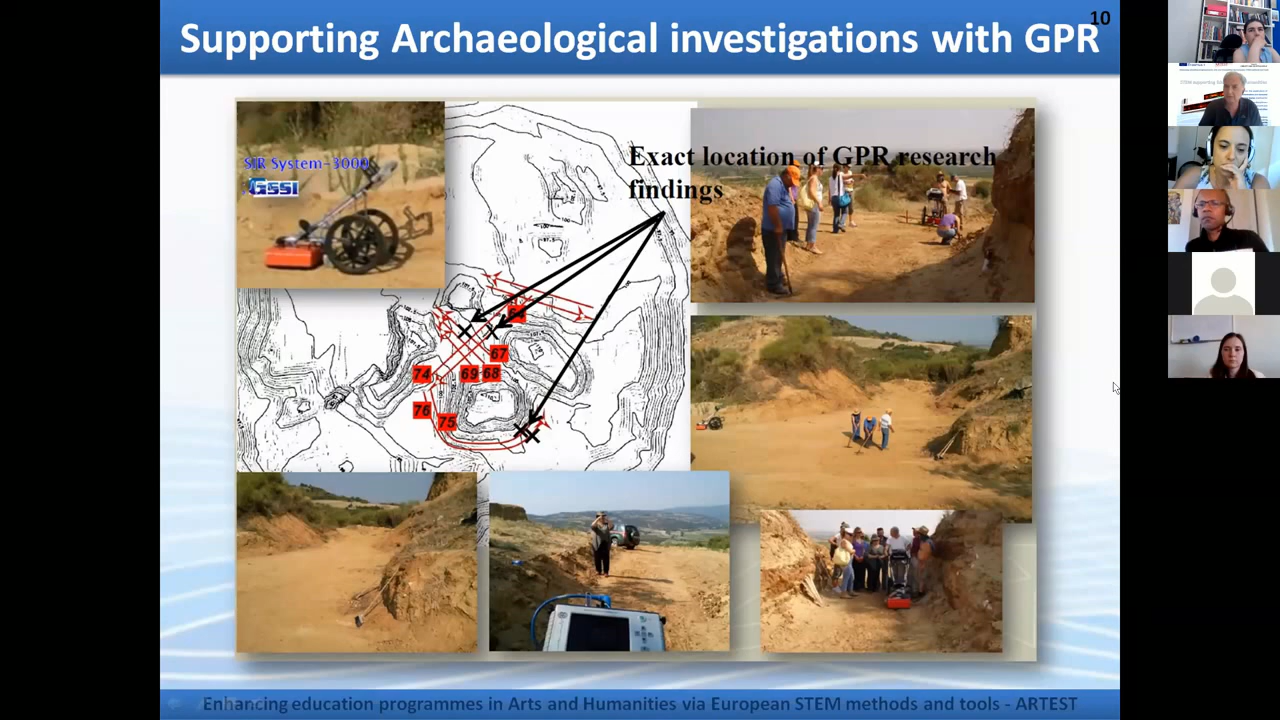 10
Supporting Archaeological investigations with GPR
SIR System-3000
GSSI
Exact location of GPR research
findings
67
74
69
68
76
75
Enhancing education programmes in Arts and Humanities via European STEM methods and tools - ARTEST